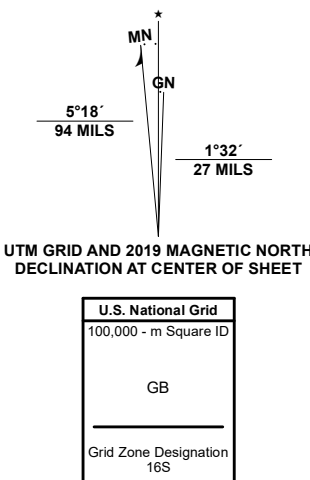 ★
MN
GN
5°18´
94 MILS
1°32´
27 MILS
UTM GRID AND 2019 MAGNETIC NORTH
DECLINATION AT CENTER OF SHEET
U.S. National Grid
100,000 - m Square ID
GB
Grid Zone Designation
16S